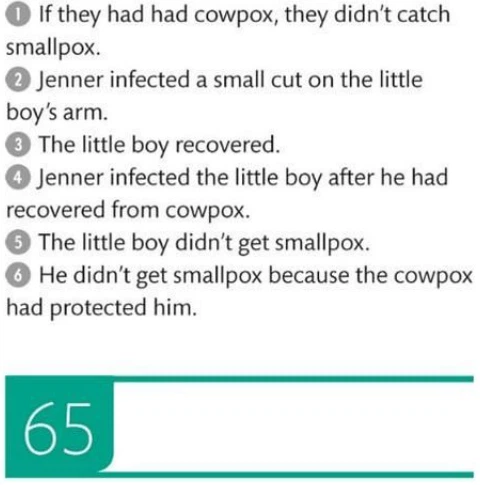 1 If they had had cowpox, they didn't catch
smallpox.
2 Jenner infected a small cut on the little
boy's arm.
3 The little boy recovered.
4 Jenner infected the little boy after he had
recovered from cowpox.
5 The little boy didn't get smallpox.
6 He didn't get smallpox because the cowpox
had protected him.
65